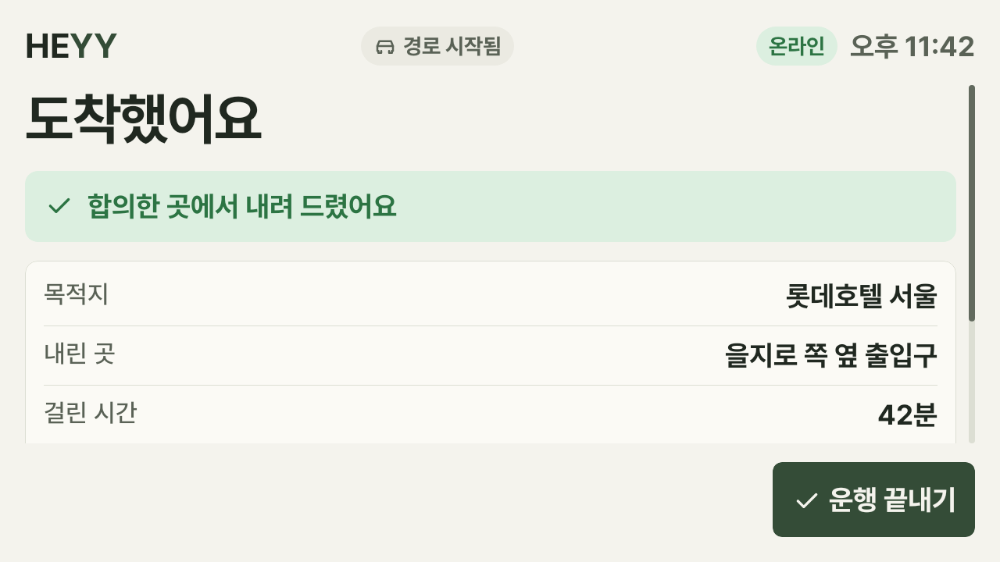 HEYY
경로 시작됨
온라인
오후 11:42
도착했어요
합의한 곳에서 내려 드렸어요
목적지
롯데호텔 서울
내린 곳
을지로 쪽 옆 출입구
걸린 시간
42분
운행 끝내기